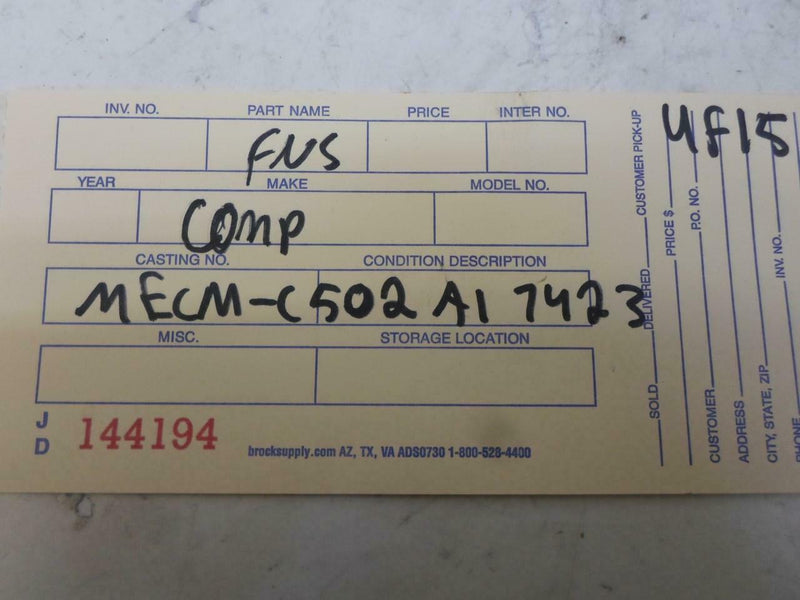 INV. NO. PART NAME PRICE INTER NO.
FNS
YEAR MAKE MODEL NO.
COMP
CASTING NO. CONDITION DESCRIPTION
MECM-C502 A1 7423
MISC. STORAGE LOCATION
JD 144194
brocksupply.com AZ, TX, VA ADS0730 1-800-528-4400
SOLD DELIVERED CUSTOMER PICK-UP
PRICE $
CUSTOMER P.O. NO.
ADDRESS
CITY, STATE, ZIP INV. NO.
PHONE
4F15